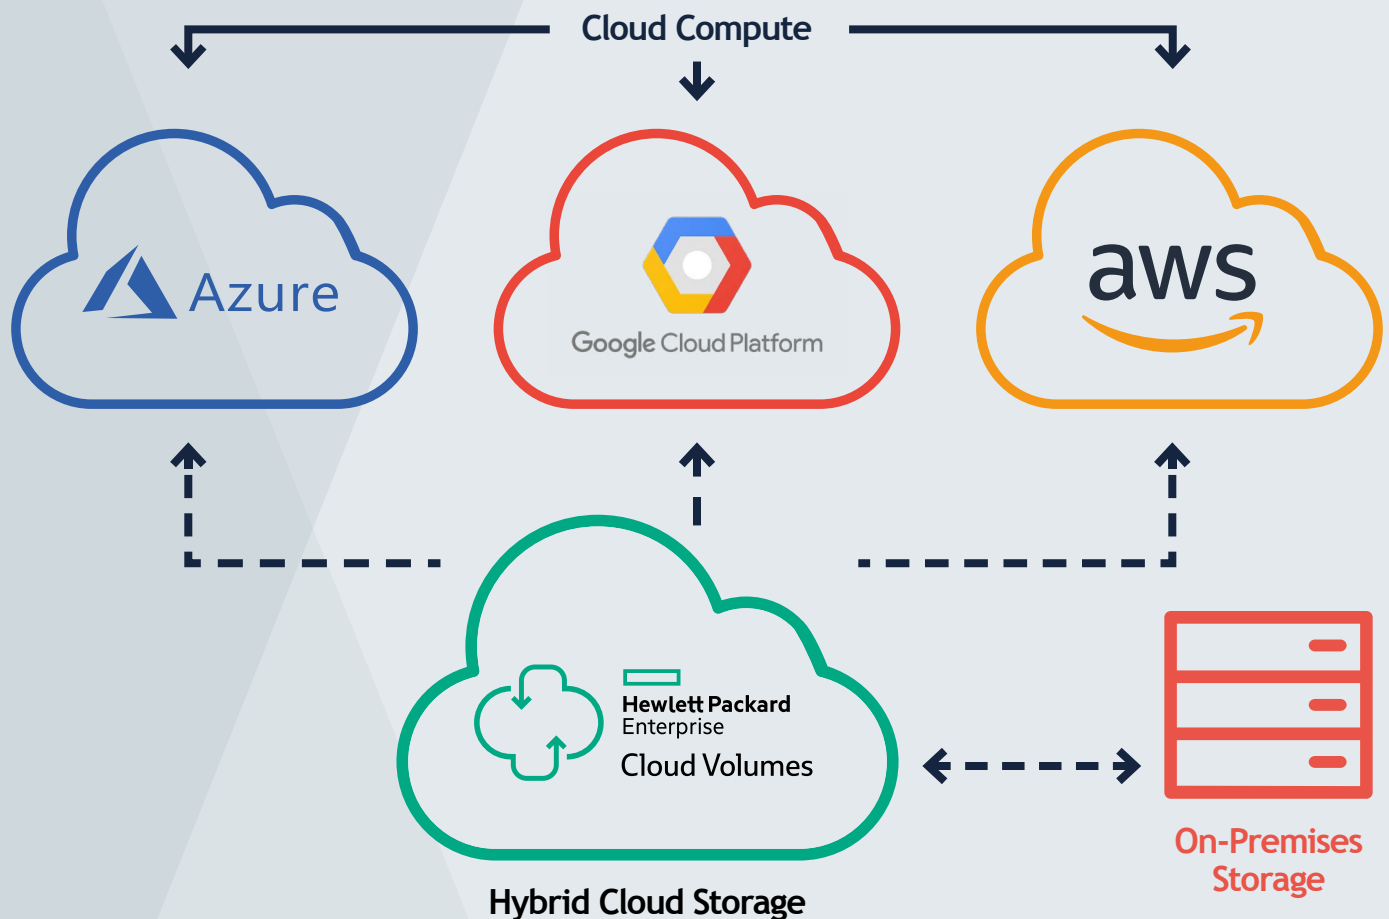 Cloud Compute
Azure
Google Cloud Platform
aws
Hewlett Packard
Enterprise
Cloud Volumes
On-Premises
Storage
Hybrid Cloud Storage